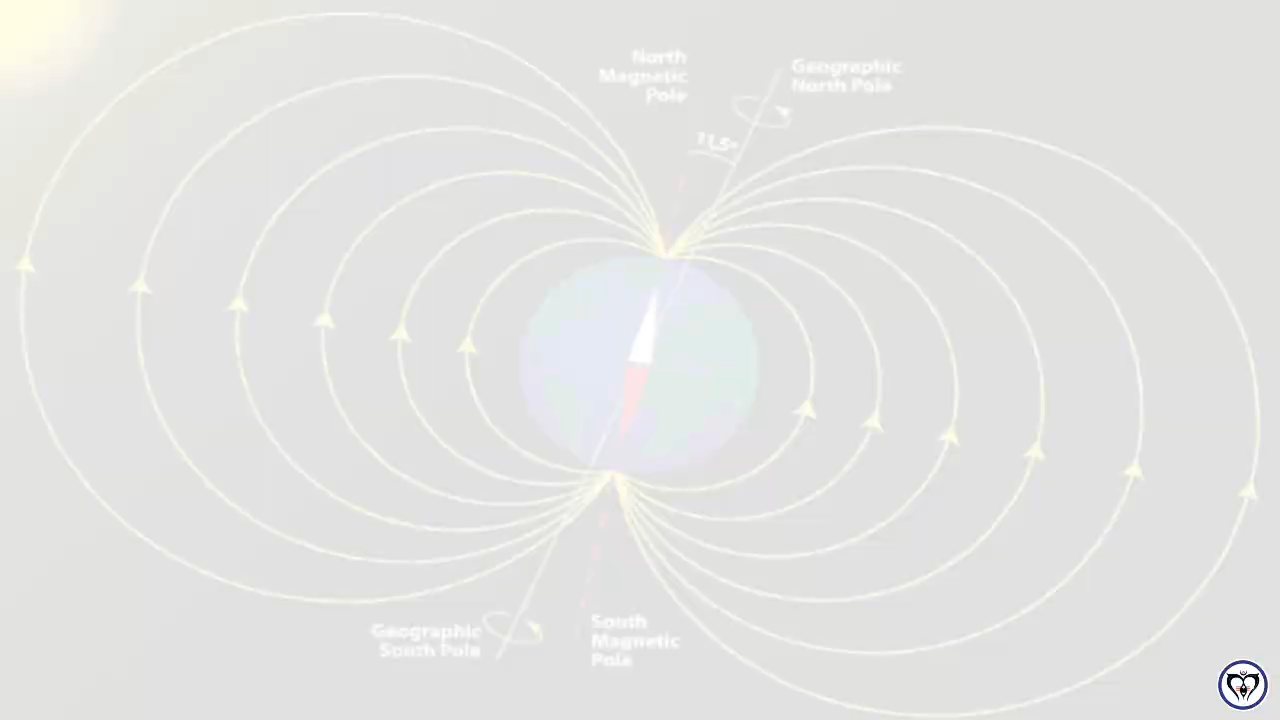 North
Magnetic
Pole
Geographic
North Pole
11.5°
Geographic
South Pole
South
Magnetic
Pole